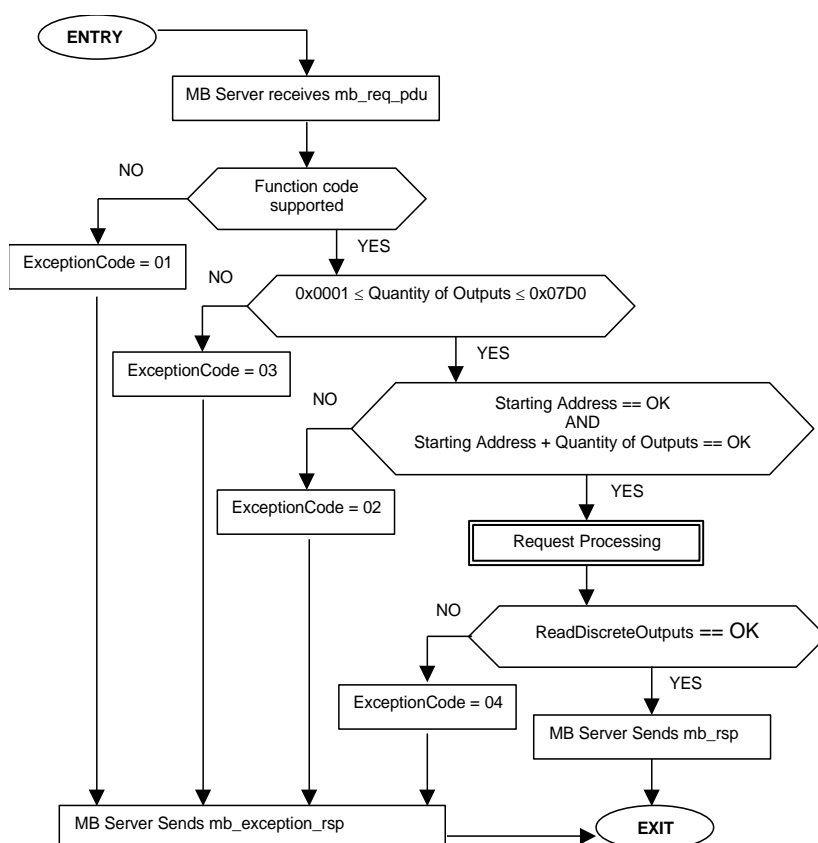 ENTRY
MB Server receives mb_req_pdu
NO
Function code
supported
YES
ExceptionCode = 01
NO
0x0001 ≤ Quantity of Outputs ≤ 0x07D0
YES
ExceptionCode = 03
NO
Starting Address == OK
AND
Starting Address + Quantity of Outputs == OK
YES
ExceptionCode = 02
Request Processing
NO
ReadDiscreteOutputs == OK
YES
ExceptionCode = 04
MB Server Sends mb_rsp
MB Server Sends mb_exception_rsp
EXIT